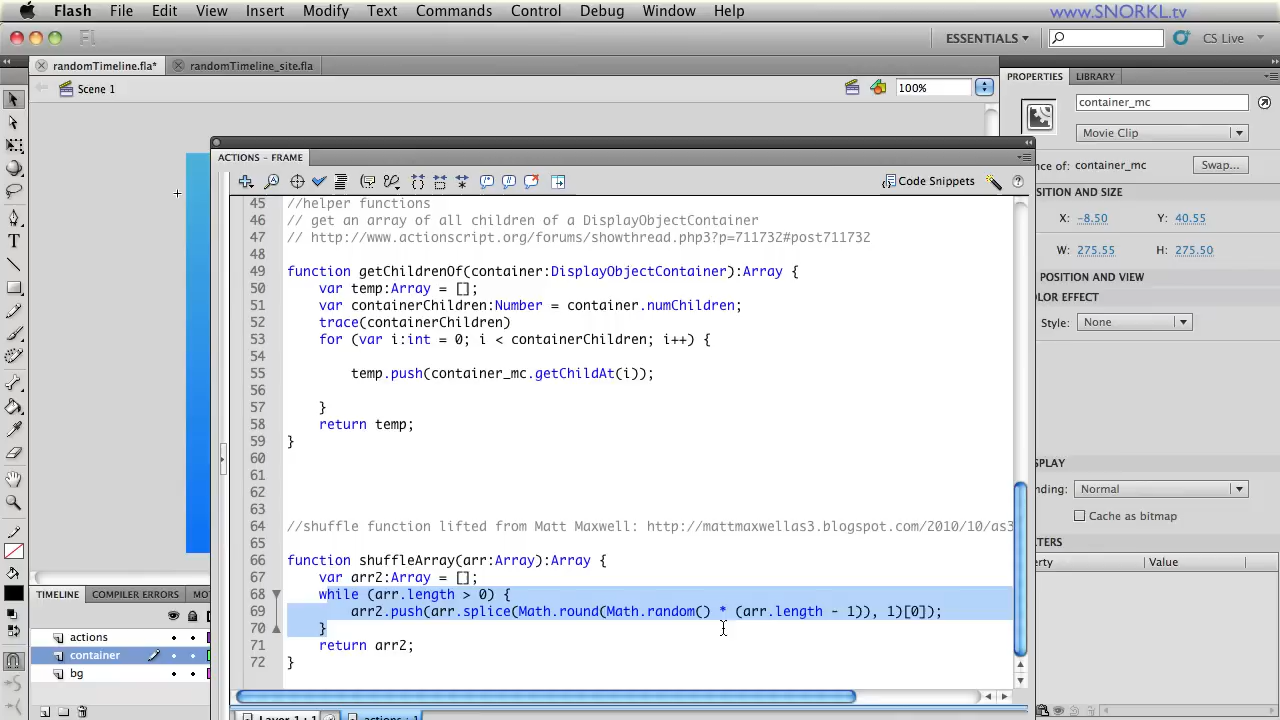 Flash File Edit View Insert Modify Text Commands Control Debug Window Help
www.SNORKL.tv
Fl ESSENTIALS CS Live
randomTimeline.fla* randomTimeline_site.fla
PROPERTIES LIBRARY
Scene 1 100%
container_mc
Movie Clip
nce of: container_mc Swap...
OSITION AND SIZE
X: -8.50 Y: 40.55
W: 275.55 H: 275.50
POSITION AND VIEW
OLOR EFFECT
Style: None
SPLAY
nding: Normal
Cache as bitmap
TERS
erty Value
ACTIONS - FRAME
Code Snippets
45 //helper functions
46 // get an array of all children of a DisplayObjectContainer
47 // http://www.actionscript.org/forums/showthread.php3?p=711732#post711732
48
49 function getChildrenOf(container:DisplayObjectContainer):Array {
50 var temp:Array = [];
51 var containerChildren:Number = container.numChildren;
52 trace(containerChildren)
53 for (var i:int = 0; i < containerChildren; i++) {
54
55 temp.push(container_mc.getChildAt(i));
56
57 }
58 return temp;
59 }
60
61
62
63
64 //shuffle function lifted from Matt Maxwell: http://mattmaxwellas3.blogspot.com/2010/10/as3
65
66 function shuffleArray(arr:Array):Array {
67 var arr2:Array = [];
68 while (arr.length > 0) {
69 arr2.push(arr.splice(Math.round(Math.random() * (arr.length - 1)), 1)[0]);
70 }
71 return arr2;
72 }
Layer 1 : 1 actions : 1
TIMELINE COMPILER ERRORS
actions
container
bg